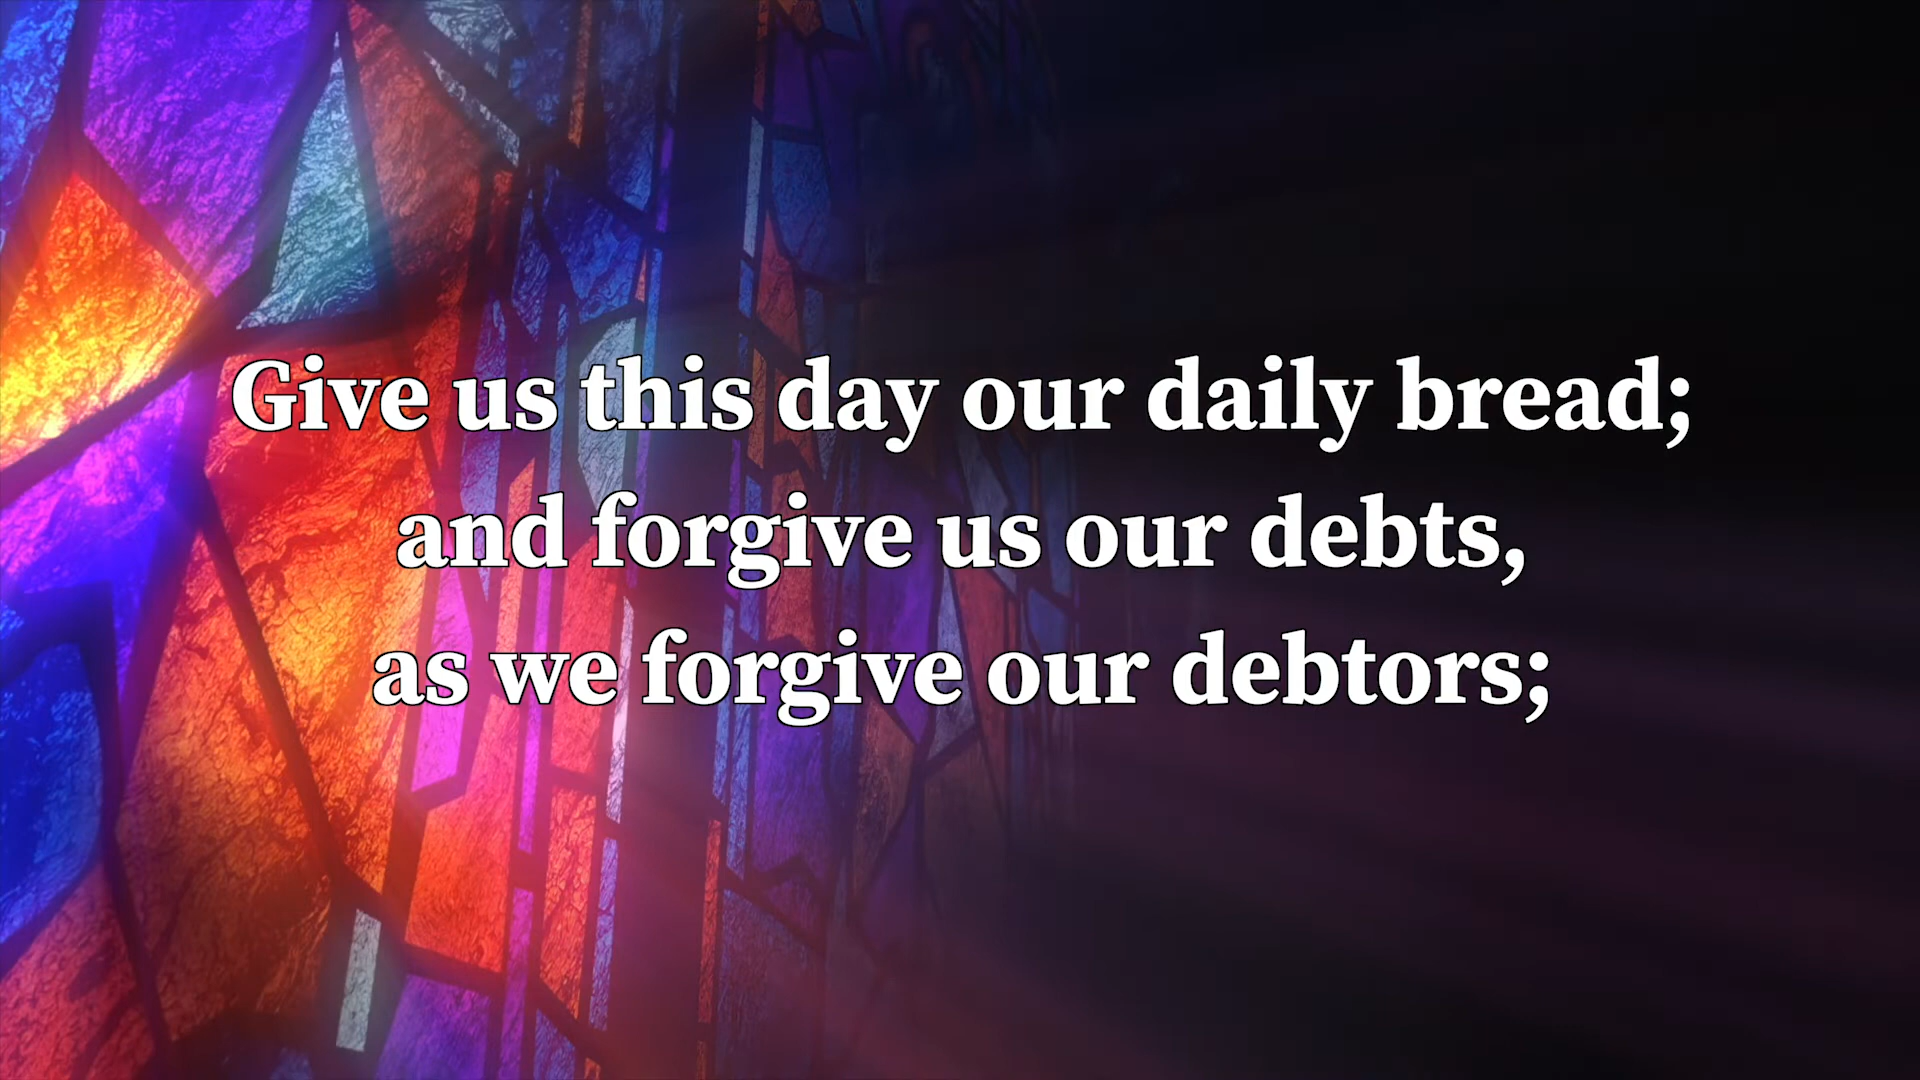 Give us this day our daily bread;
and forgive us our debts,
as we forgive our debtors;